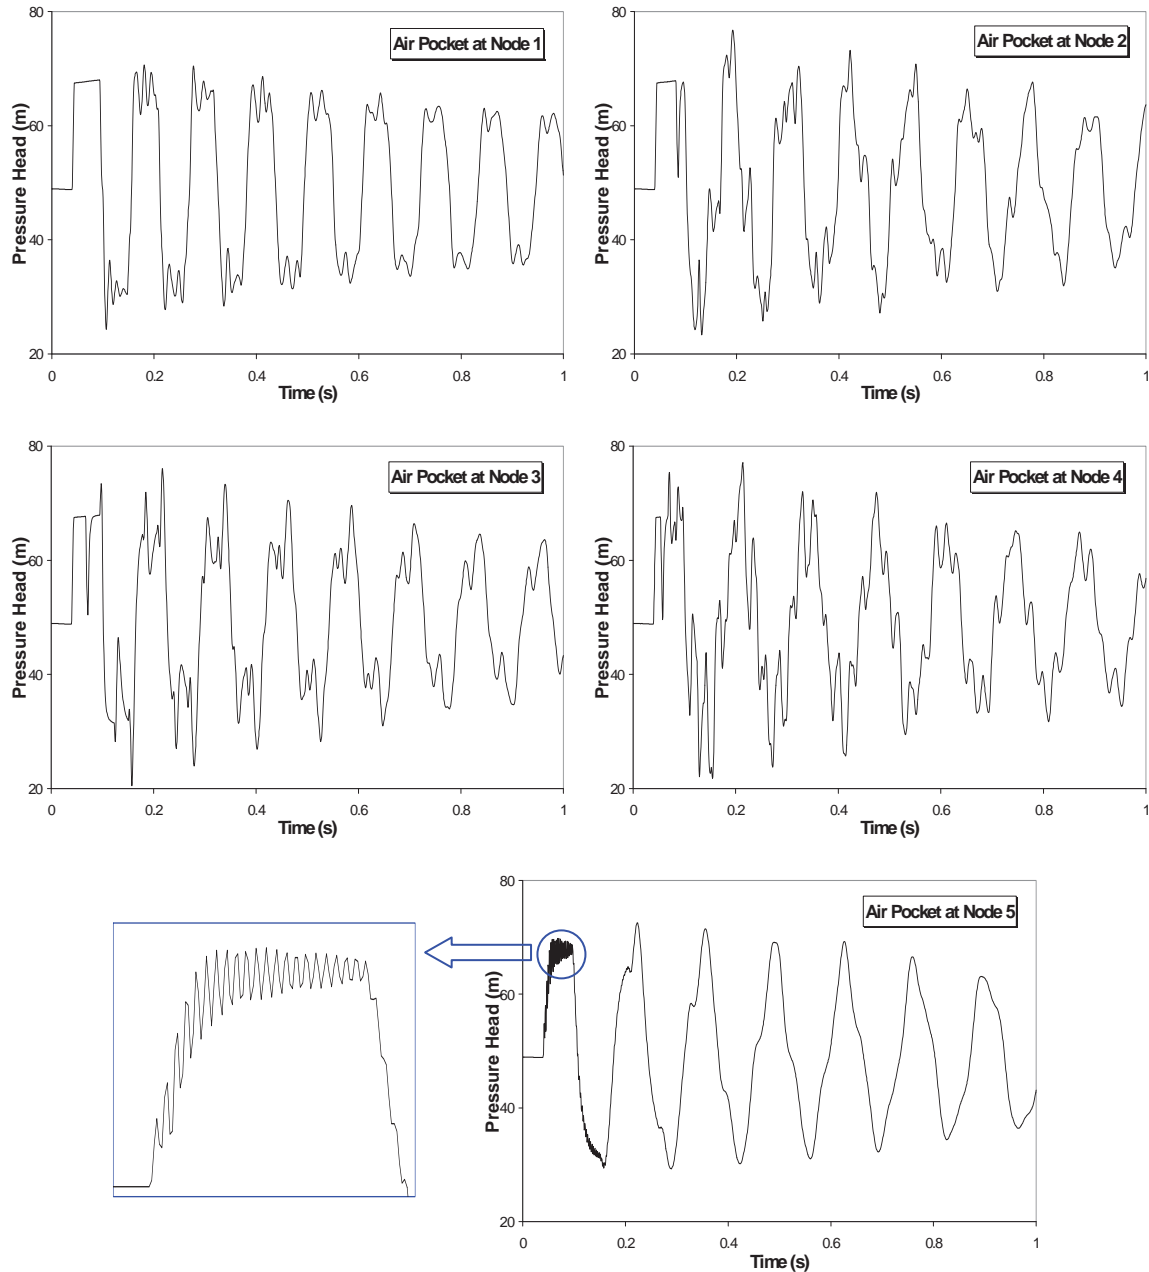 80
60
40
20
Pressure Head (m)
Air Pocket at Node 1
0 0.2 0.4 0.6 0.8 1
Time (s)
80
60
40
20
Pressure Head (m)
Air Pocket at Node 2
0 0.2 0.4 0.6 0.8 1
Time (s)
80
60
40
20
Pressure Head (m)
Air Pocket at Node 3
0 0.2 0.4 0.6 0.8 1
Time (s)
80
60
40
20
Pressure Head (m)
Air Pocket at Node 4
0 0.2 0.4 0.6 0.8 1
Time (s)
80
60
40
20
Pressure Head (m)
Air Pocket at Node 5
0 0.2 0.4 0.6 0.8 1
Time (s)